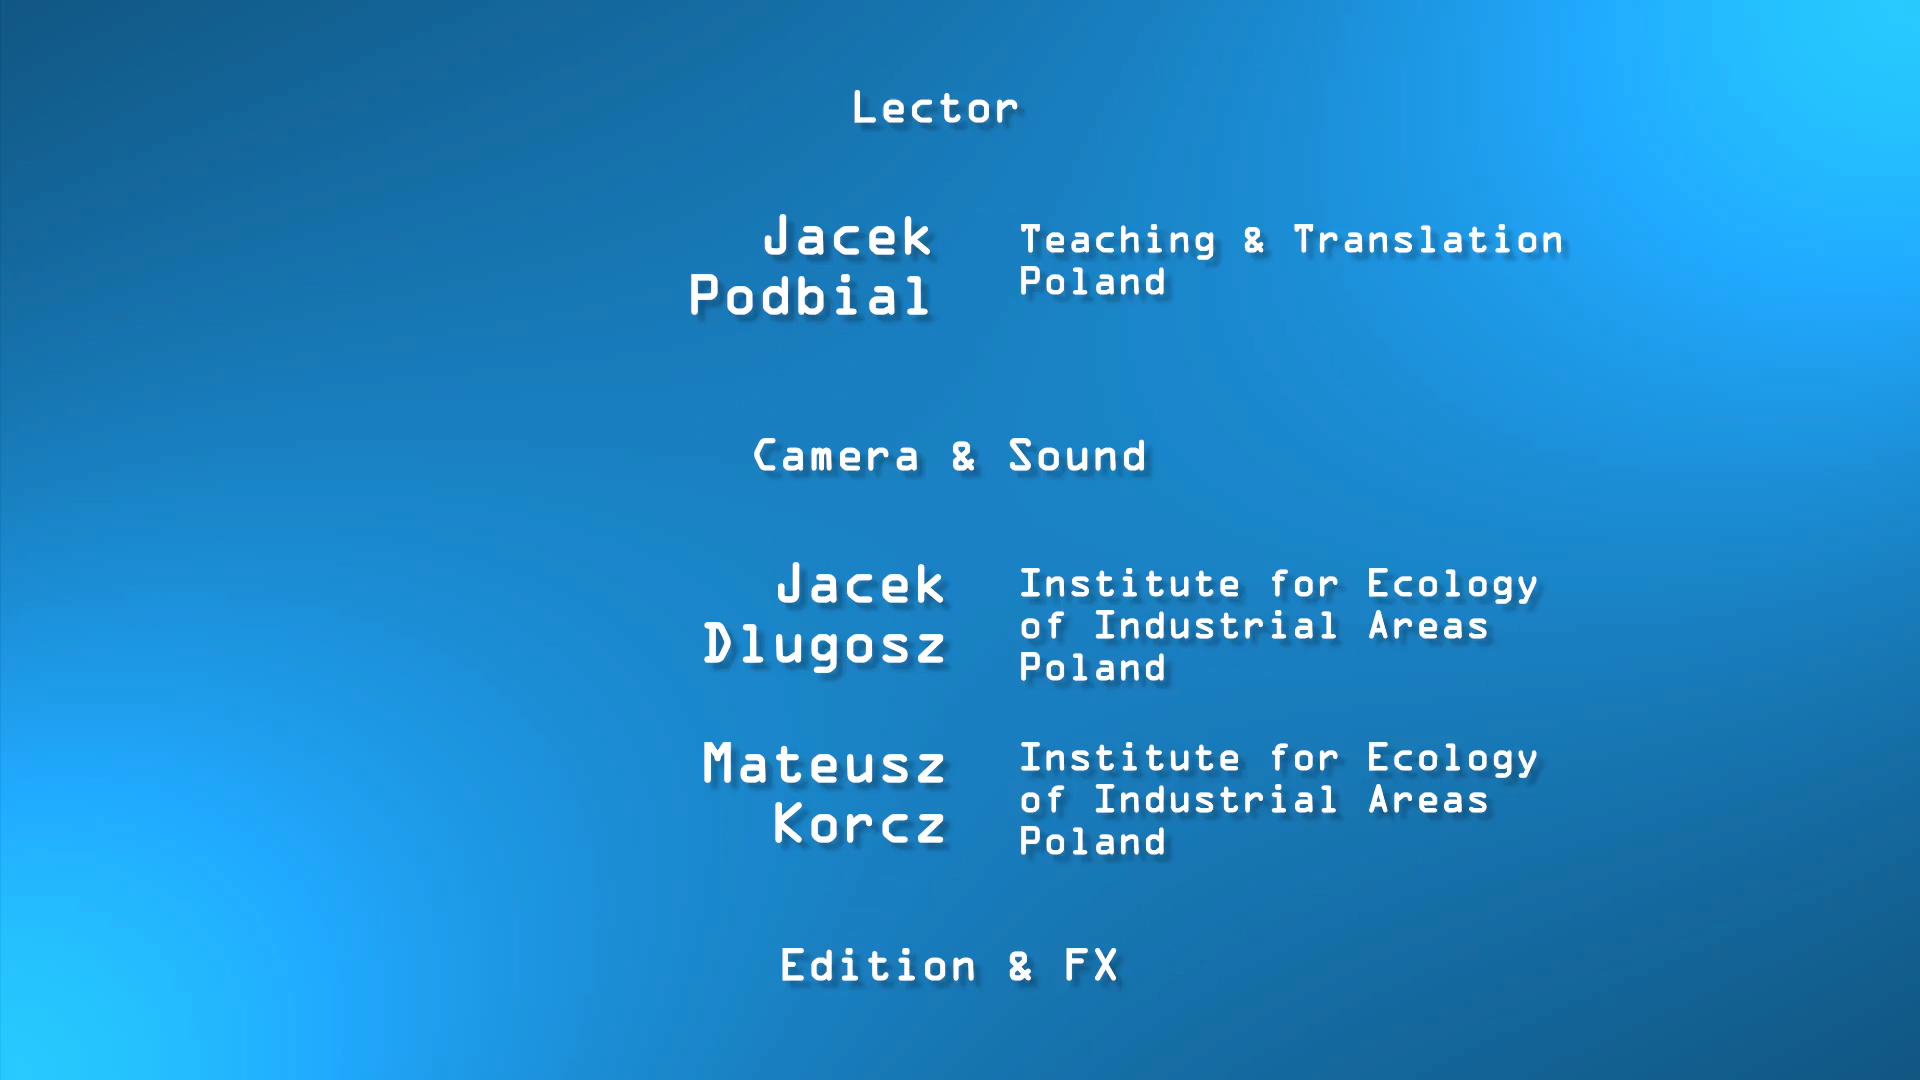 Lector
Jacek
Podbial
Teaching & Translation
Poland
Camera & Sound
Jacek
Dlugosz
Institute for Ecology
of Industrial Areas
Poland
Mateusz
Korcz
Institute for Ecology
of Industrial Areas
Poland
Edition & FX